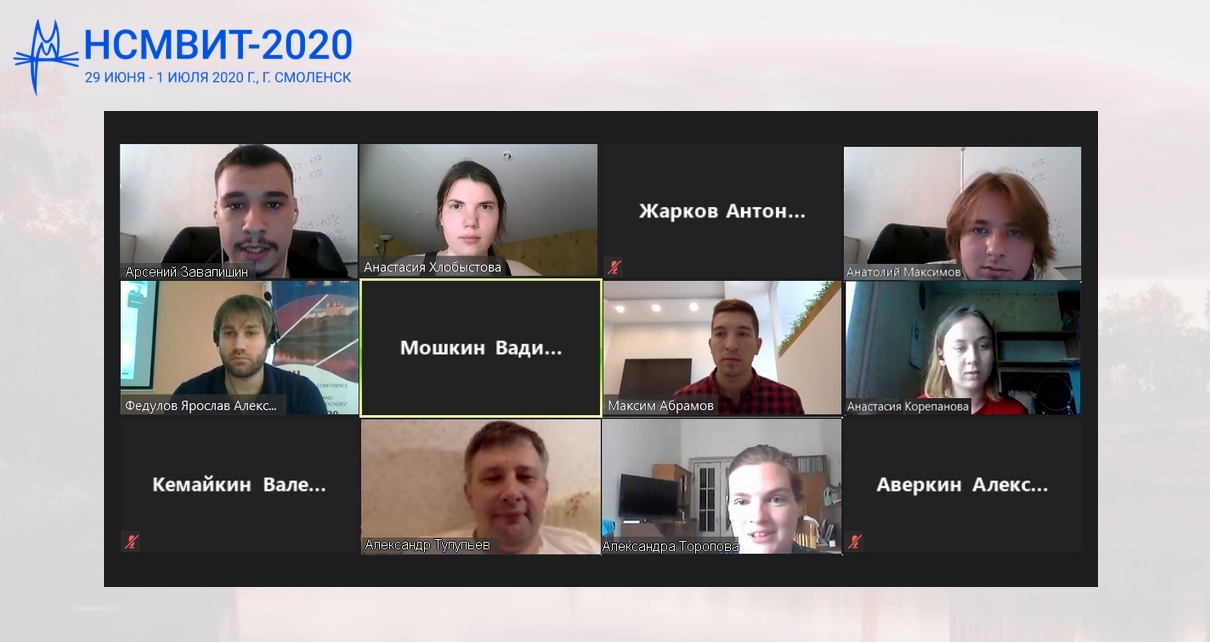 НСМВИТ-2020
29 ИЮНЯ - 1 ИЮЛЯ 2020 Г., Г. СМОЛЕНСК
Арсений Завалишин
Анастасия Хлобыстова
Жарков Антон...
Анатолий Максимов
Федулов Ярослав Алекс...
CONFERENCE
Мошкин Вади...
Максим Абрамов
Анастасия Корепанова
Кемайкин Вале...
Александр Тулупьев
Александра Торопова
Аверкин Алекс...